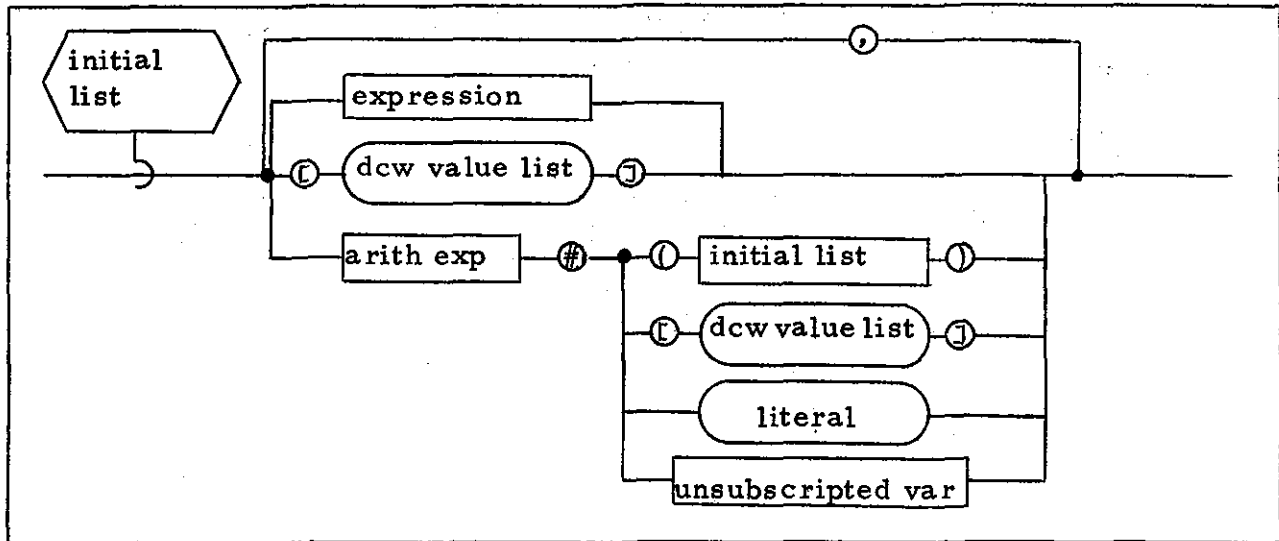 initial
list
,
expression
[ dcw value list ]
arith exp # ( initial list )
[ dcw value list ]
literal
unsubscripted var